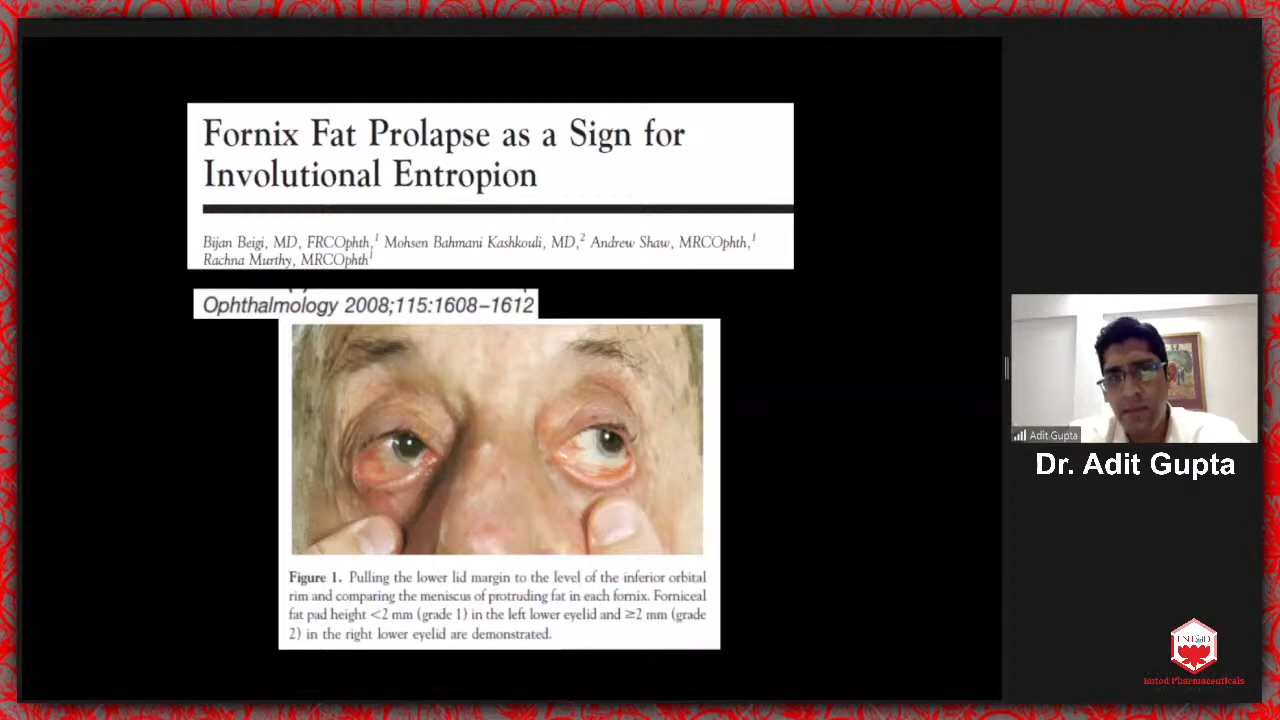 Fornix Fat Prolapse as a Sign for
Involutional Entropion
Bijan Beigi, MD, FRCOphth,1 Mohsen Bahmani Kashkouli, MD,2 Andrew Shaw, MRCOphth,1
Rachna Murthy, MRCOphth1
Ophthalmology 2008;115:1608–1612
Figure 1. Pulling the lower lid margin to the level of the inferior orbital
rim and comparing the meniscus of protruding fat in each fornix. Forniceal
fat pad height <2 mm (grade 1) in the left lower eyelid and ≥2 mm (grade
2) in the right lower eyelid are demonstrated.
Adit Gupta
Dr. Adit Gupta
Entod Pharmaceuticals